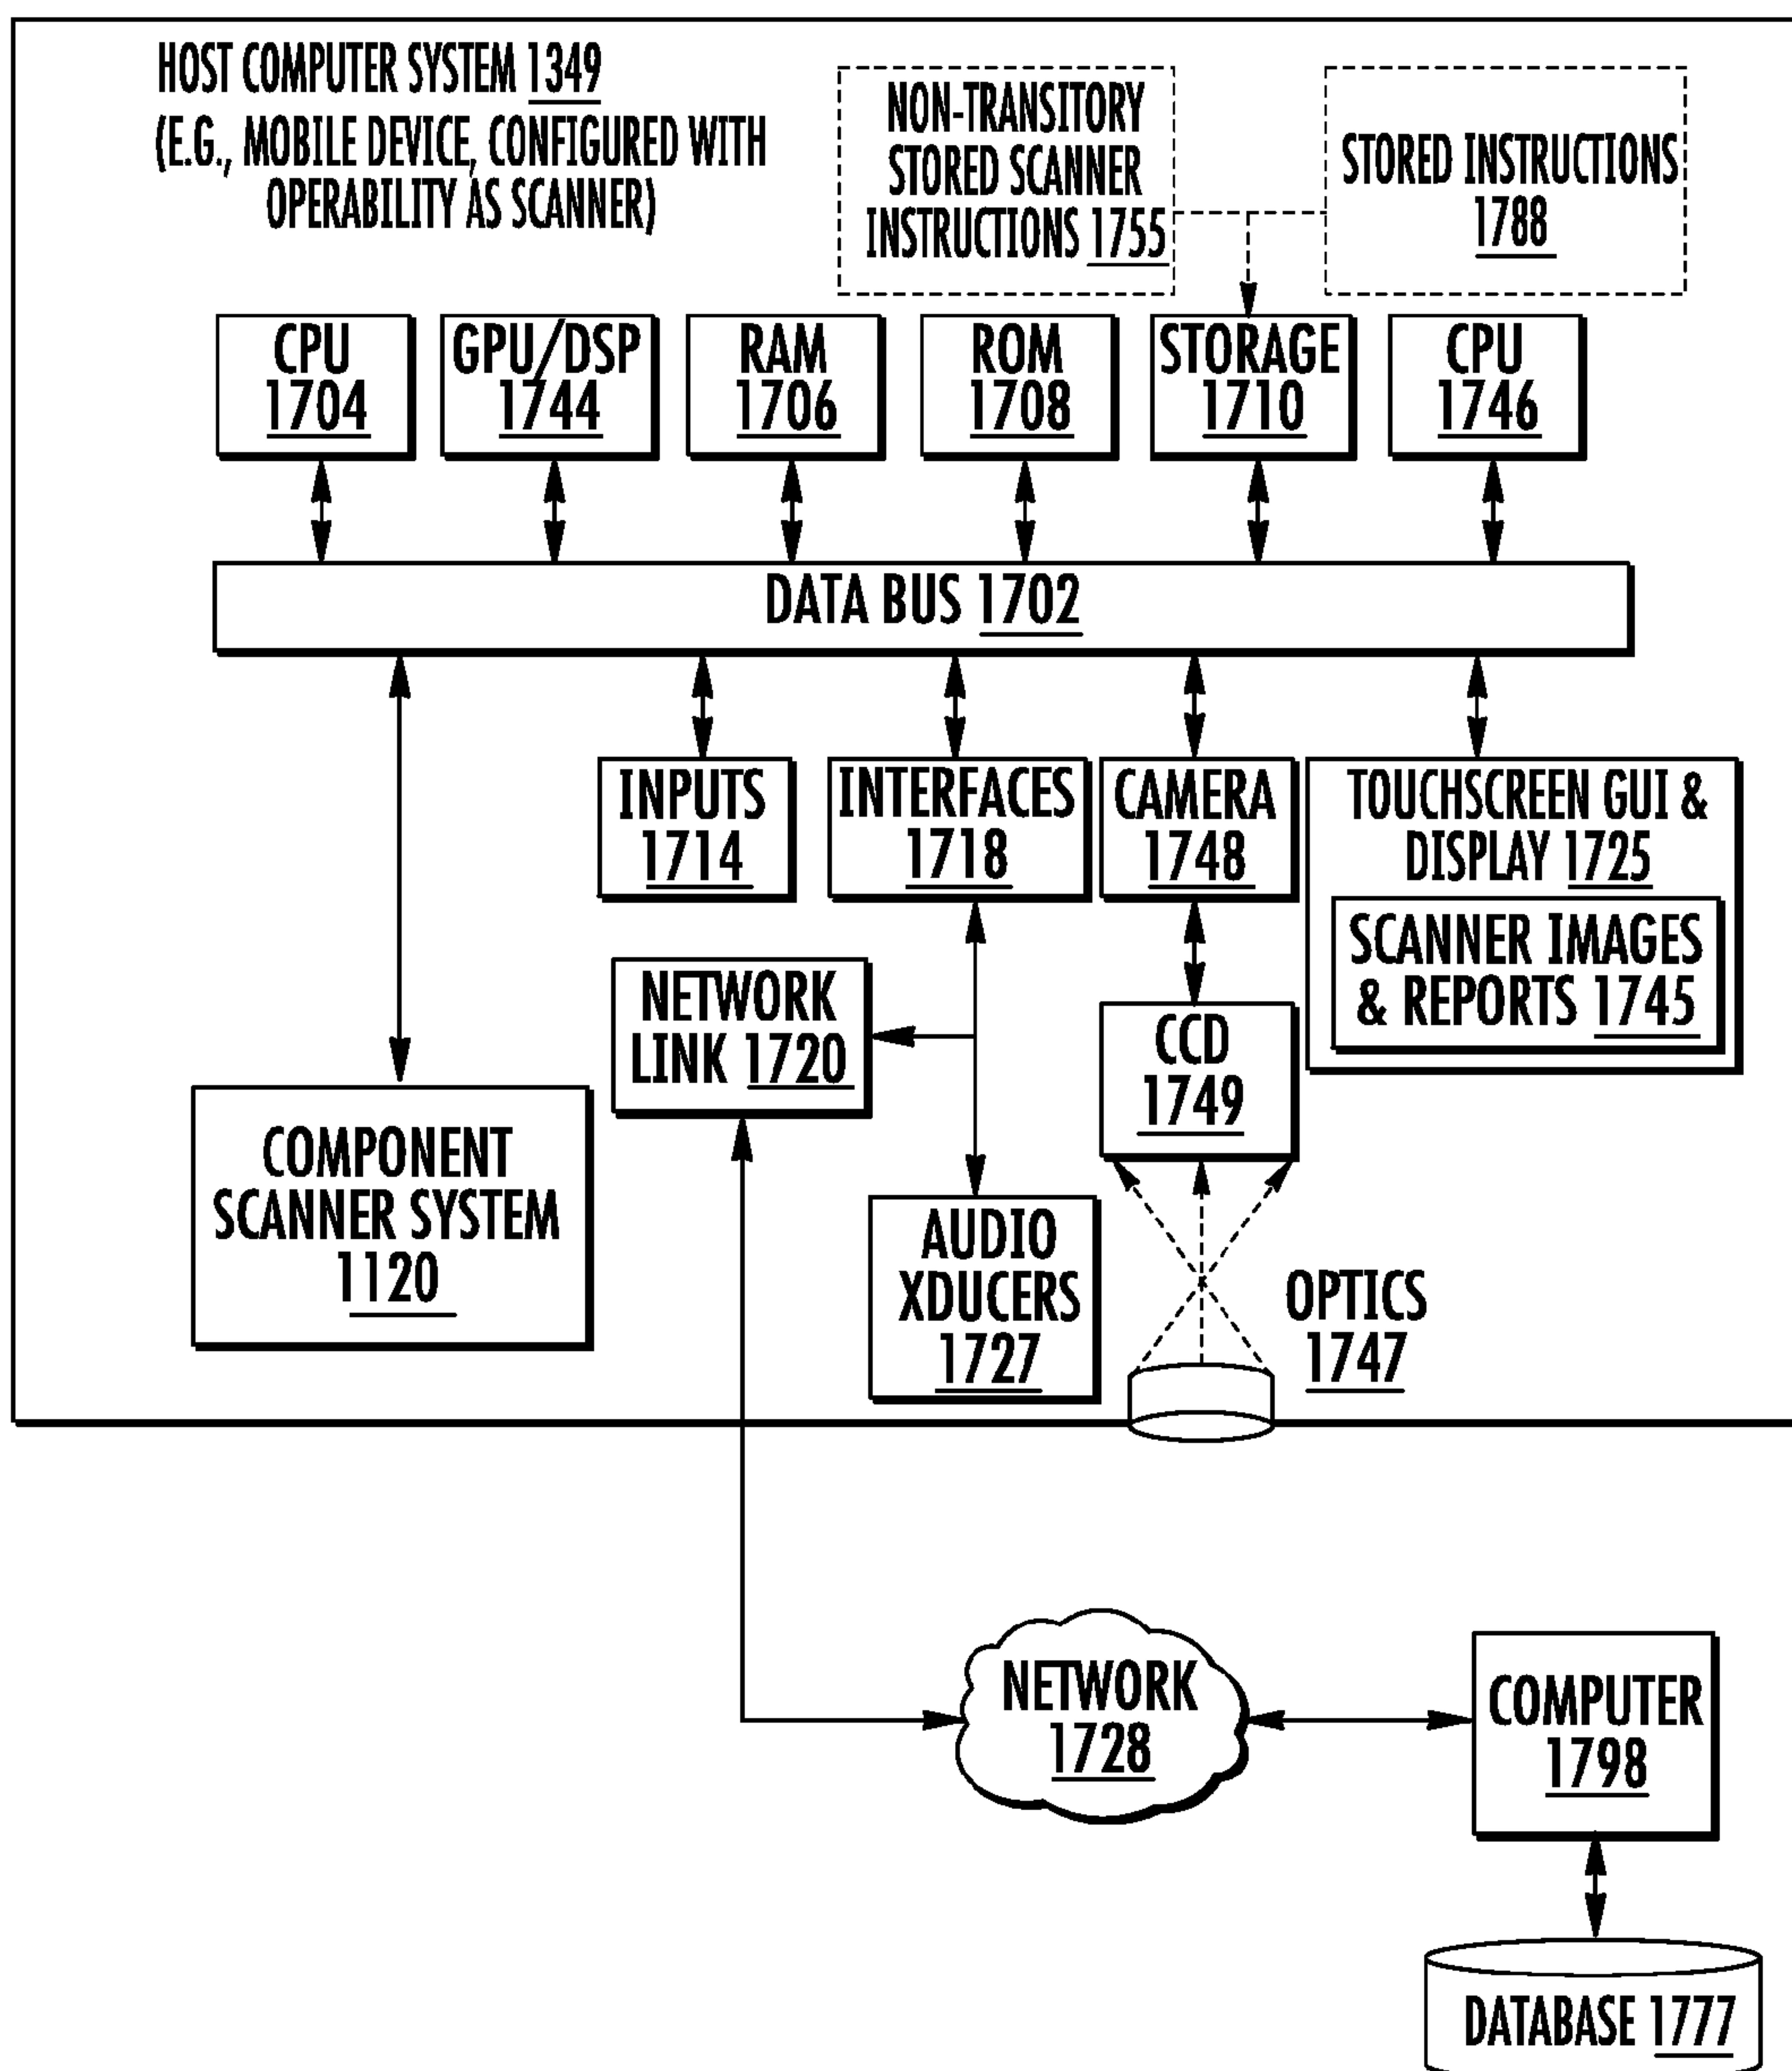 HOST COMPUTER SYSTEM 1349
(E.G., MOBILE DEVICE, CONFIGURED WITH
OPERABILITY AS SCANNER)
NON-TRANSITORY
STORED SCANNER
INSTRUCTIONS 1755
STORED INSTRUCTIONS
1788
CPU
1704
GPU/DSP
1744
RAM
1706
ROM
1708
STORAGE
1710
CPU
1746
DATA BUS 1702
INPUTS
1714
INTERFACES
1718
CAMERA
1748
TOUCHSCREEN GUI &
DISPLAY 1725
SCANNER IMAGES
& REPORTS 1745
NETWORK
LINK 1720
CCD
1749
COMPONENT
SCANNER SYSTEM
1120
AUDIO
XDUCERS
1727
OPTICS
1747
NETWORK
1728
COMPUTER
1798
DATABASE 1777